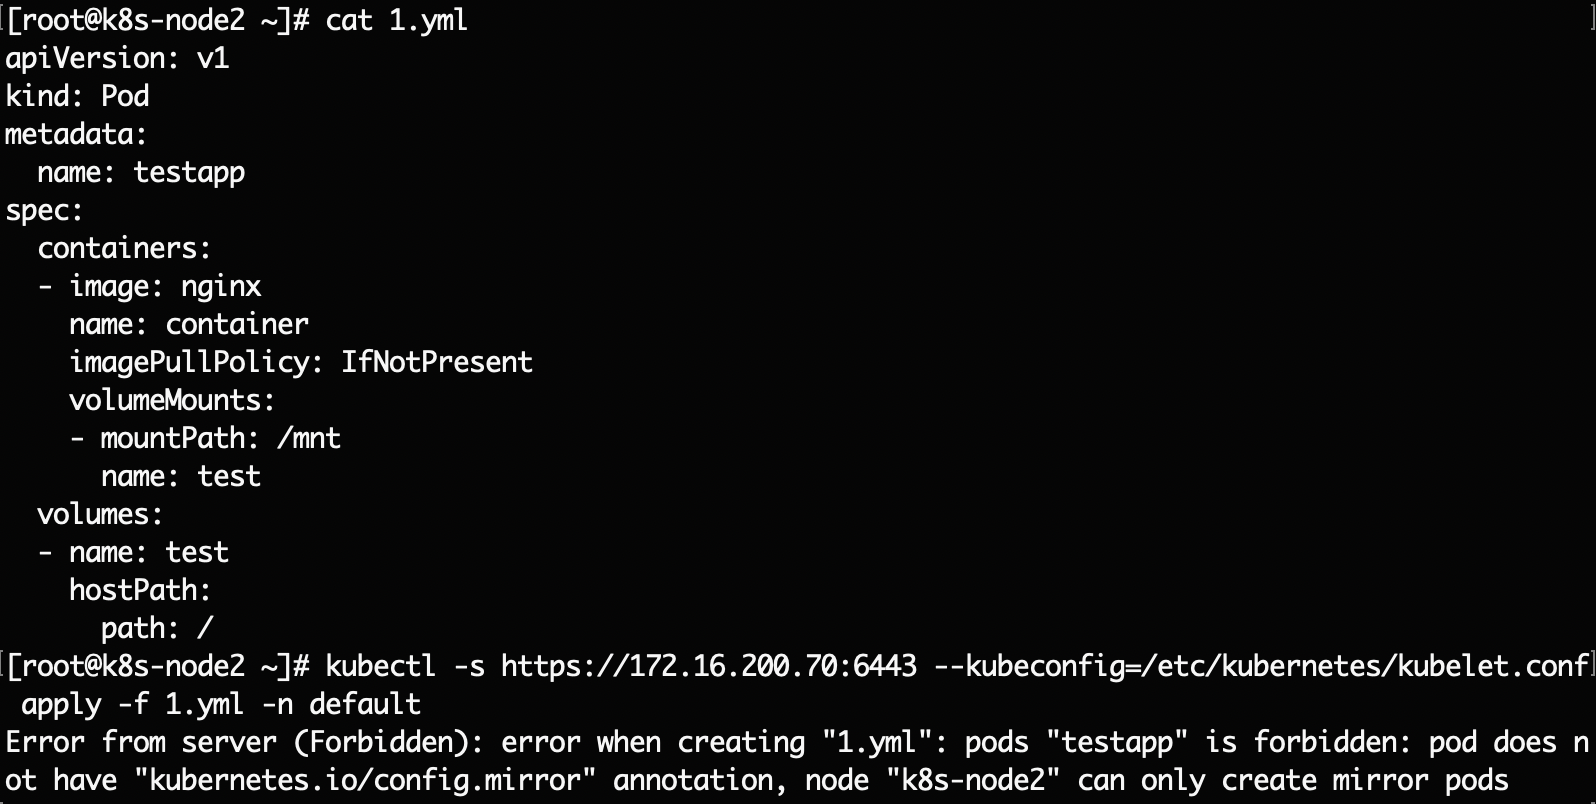 [root@k8s-node2 ~]# cat 1.yml
apiVersion: v1
kind: Pod
metadata:
  name: testapp
spec:
  containers:
  - image: nginx
    name: container
    imagePullPolicy: IfNotPresent
    volumeMounts:
    - mountPath: /mnt
      name: test
  volumes:
  - name: test
    hostPath:
      path: /
[root@k8s-node2 ~]# kubectl -s https://172.16.200.70:6443 --kubeconfig=/etc/kubernetes/kubelet.conf
 apply -f 1.yml -n default
Error from server (Forbidden): error when creating "1.yml": pods "testapp" is forbidden: pod does n
ot have "kubernetes.io/config.mirror" annotation, node "k8s-node2" can only create mirror pods